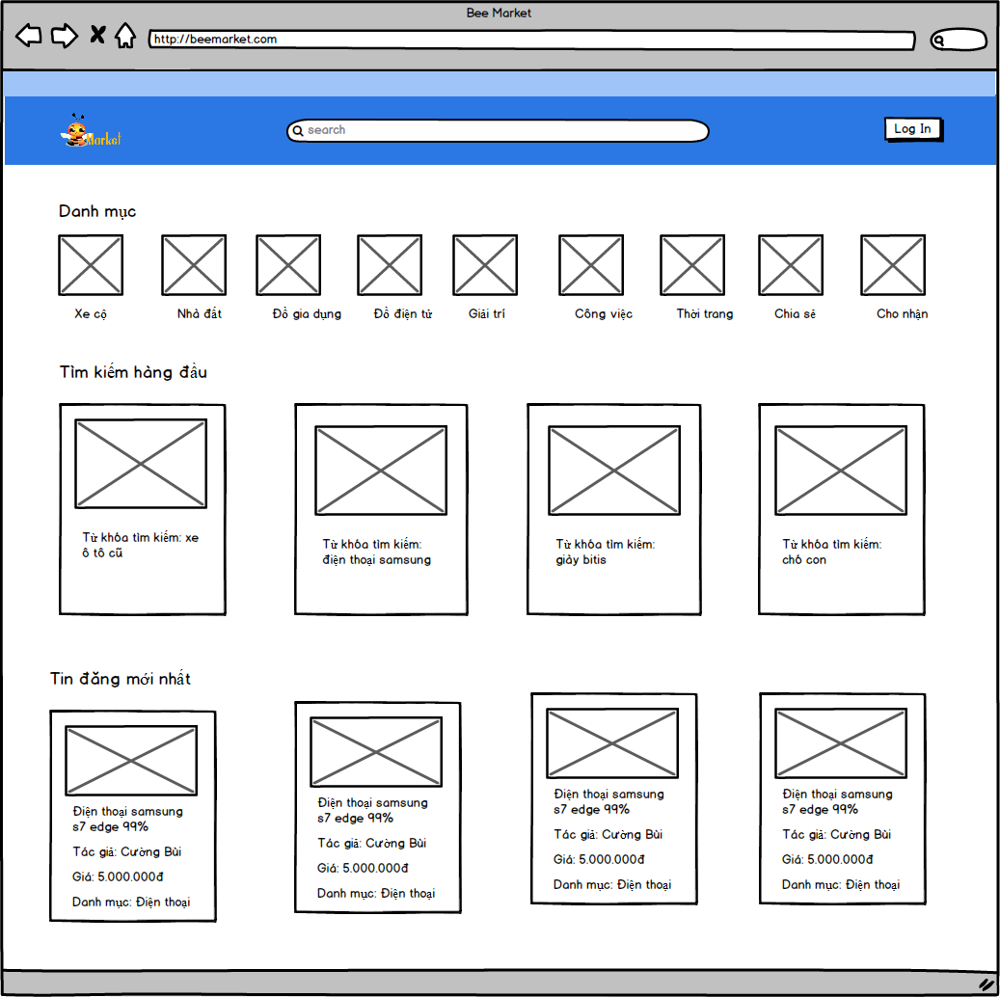 Bee Market
http://beemarket.com
Market
search
Log In
Danh mục
Xe cộ
Nhà đất
Đồ gia dụng
Đồ điện tử
Giải trí
Công việc
Thời trang
Chia sẻ
Cho nhận
Tìm kiếm hàng đầu
Từ khóa tìm kiếm: xe
ô tô cũ
Từ khóa tìm kiếm:
điện thoại samsung
Từ khóa tìm kiếm:
giày bitis
Từ khóa tìm kiếm:
chó con
Tin đăng mới nhất
Điện thoại samsung
s7 edge 99%
Tác giả: Cường Bùi
Giá: 5.000.000đ
Danh mục: Điện thoại
Điện thoại samsung
s7 edge 99%
Tác giả: Cường Bùi
Giá: 5.000.000đ
Danh mục: Điện thoại
Điện thoại samsung
s7 edge 99%
Tác giả: Cường Bùi
Giá: 5.000.000đ
Danh mục: Điện thoại
Điện thoại samsung
s7 edge 99%
Tác giả: Cường Bùi
Giá: 5.000.000đ
Danh mục: Điện thoại